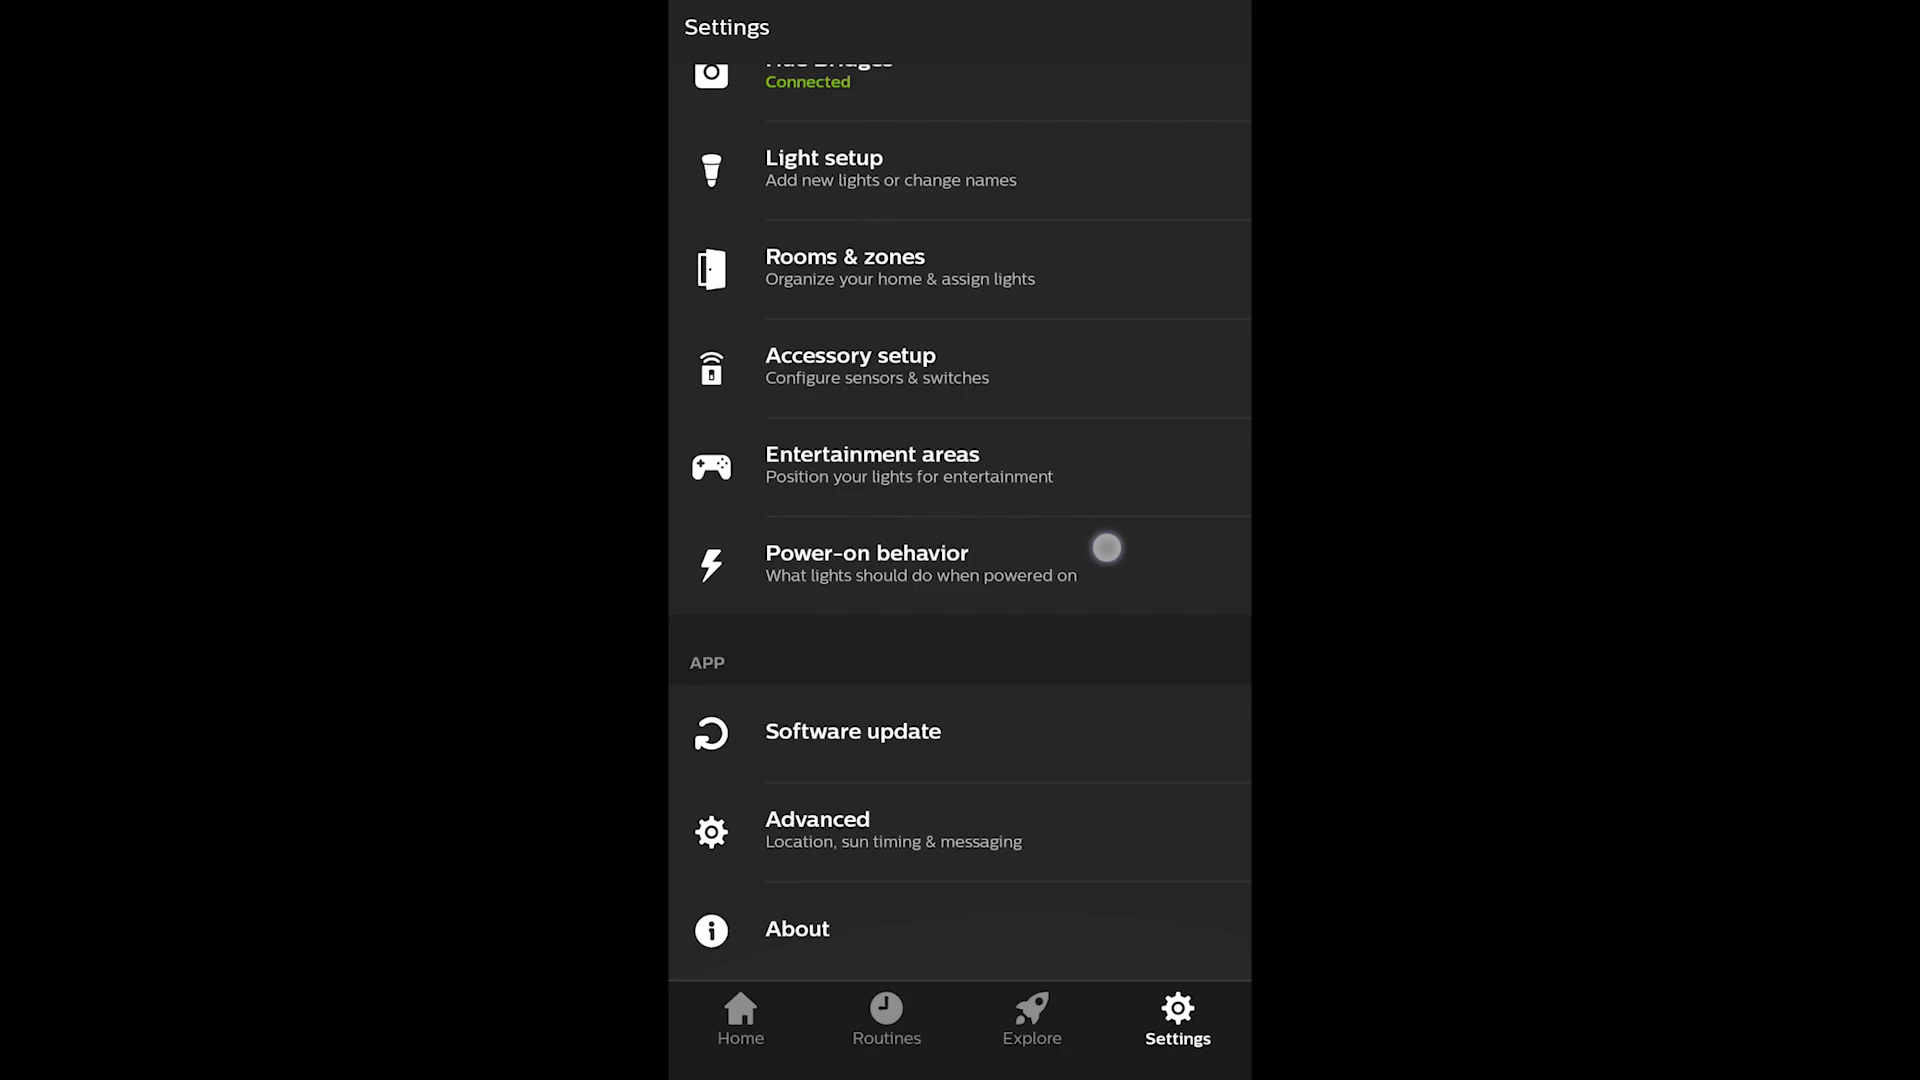 Settings
Hue Bridges
Connected
Light setup
Add new lights or change names
Rooms & zones
Organize your home & assign lights
Accessory setup
Configure sensors & switches
Entertainment areas
Position your lights for entertainment
Power-on behavior
What lights should do when powered on
APP
Software update
Advanced
Location, sun timing & messaging
About
Home
Routines
Explore
Settings